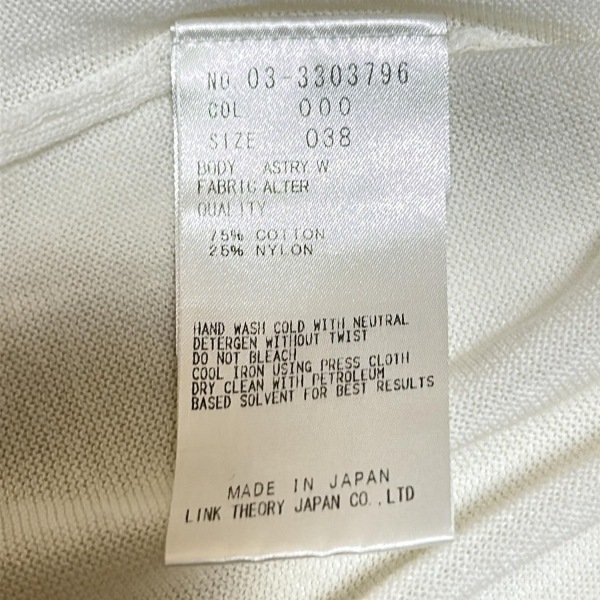 NO. 03-3303796
COL 000
SIZE 038
BODY ASTRY W
FABRIC ALTER
QUALITY
75% COTTON
25% NYLON
HAND WASH COLD WITH NEUTRAL
DETERGEN WITHOUT TWIST
DO NOT BLEACH
COOL IRON USING PRESS CLOTH
DRY CLEAN WITH PETROLEUM
BASED SOLVENT FOR BEST RESULTS
MADE IN JAPAN
LINK THEORY JAPAN CO.,LTD